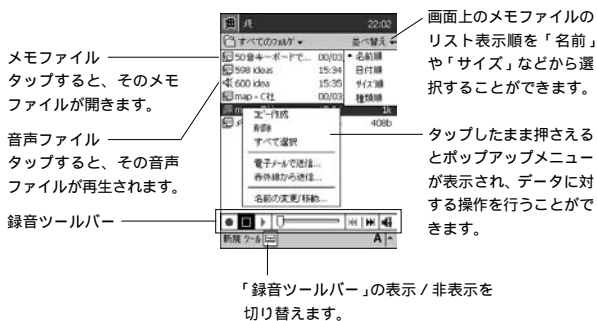 メモ 22:02
すべてのフォルダ 並べ替え
50音キーボードで... 00/03
598 ideas 15:34
600 idea 15:35
map - C社 00/03
1k
408b
名前順
日付順
サイズ順
種類順
コピー作成
削除
すべて選択
電子メールで送信...
赤外線から送信...
名前の変更/移動...
新規 ツール A
メモファイル
タップすると、そのメモ
ファイルが開きます。
音声ファイル
タップすると、その音声
ファイルが再生されます。
録音ツールバー
画面上のメモファイルの
リスト表示順を「名前」
や「サイズ」などから選
択することができます。
タップしたまま押さえる
とポップアップメニュー
が表示され、データに対
する操作を行うことがで
きます。
「録音ツールバー」の表示/非表示を
切り替えます。